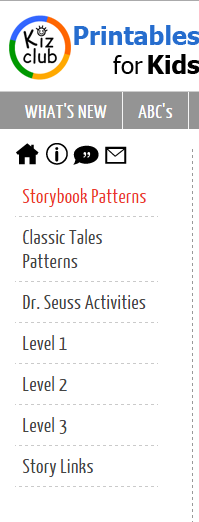 Kiz
club
Printables
for Kids
WHAT'S NEW
ABC's
Storybook Patterns
Classic Tales
Patterns
Dr. Seuss Activities
Level 1
Level 2
Level 3
Story Links